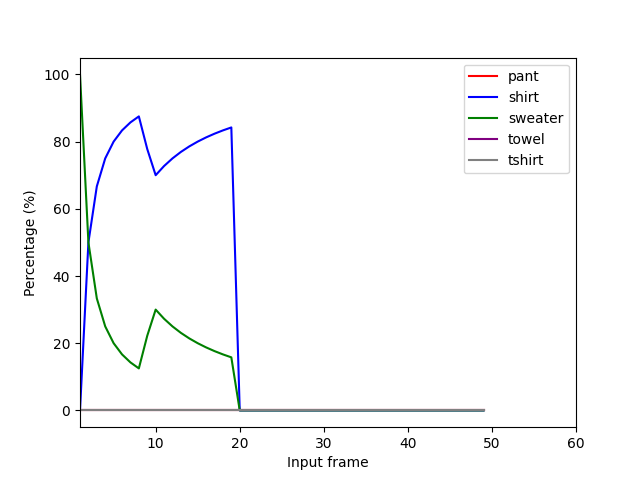 100
80
60
40
20
0
Percentage (%)
10 20 30 40 50 60
Input frame
pant
shirt
sweater
towel
tshirt